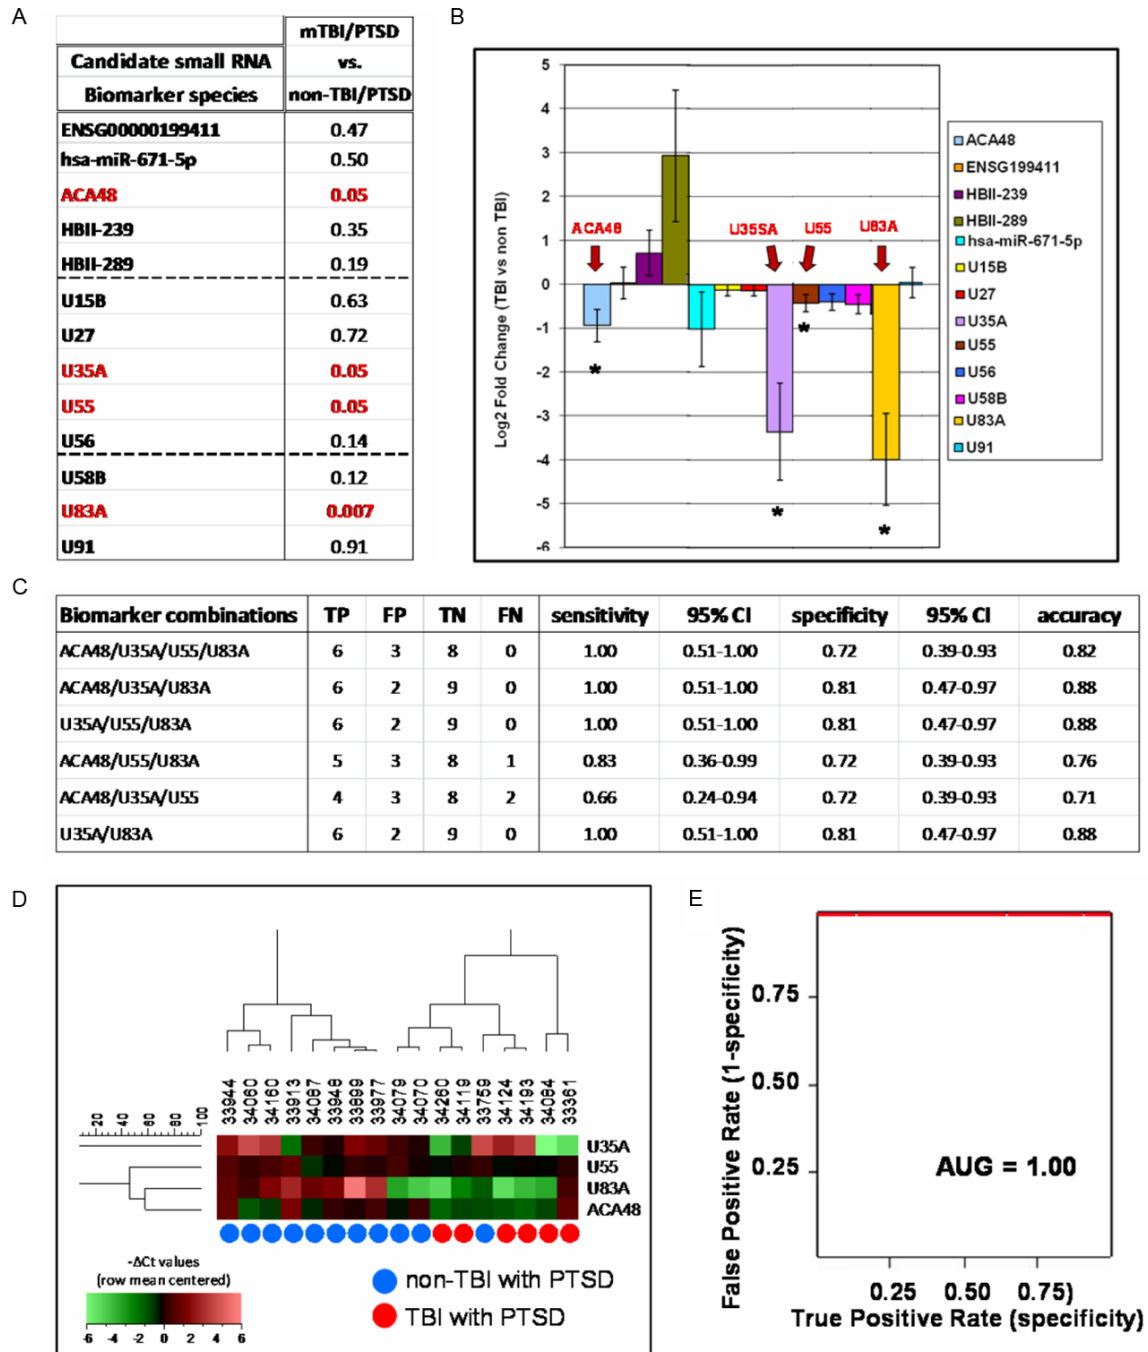 A
mTBI/PTSD
Candidate small RNA vs.
Biomarker species non-TBI/PTSD
ENSG00000199411 0.47
hsa-miR-671-5p 0.50
ACA48 0.05
HBII-239 0.35
HBII-289 0.19
U15B 0.63
U27 0.72
U35A 0.05
U55 0.05
U56 0.14
U58B 0.12
U83A 0.007
U91 0.91
B
Log2 Fold Change (TBI vs non TBI)
5
4
3
2
1
0
-1
-2
-3
-4
-5
-6
ACA48 U35SA U55 U83A
* * * *
ACA48
ENSG199411
HBII-239
HBII-289
hsa-miR-671-5p
U15B
U27
U35A
U55
U56
U58B
U83A
U91
C
Biomarker combinations TP FP TN FN sensitivity 95% CI specificity 95% CI accuracy
ACA48/U35A/U55/U83A 6 3 8 0 1.00 0.51-1.00 0.72 0.39-0.93 0.82
ACA48/U35A/U83A 6 2 9 0 1.00 0.51-1.00 0.81 0.47-0.97 0.88
U35A/U55/U83A 6 2 9 0 1.00 0.51-1.00 0.81 0.47-0.97 0.88
ACA48/U55/U83A 5 3 8 1 0.83 0.36-0.99 0.72 0.39-0.93 0.76
ACA48/U35A/U55 4 3 8 2 0.66 0.24-0.94 0.72 0.39-0.93 0.71
U35A/U83A 6 2 9 0 1.00 0.51-1.00 0.81 0.47-0.97 0.88
D
33944 34060 34160 33913 34087 33948 33899 33977 34079 34070 34260 34119 33759 34124 34193 34084 33361
20 40 60 80 100
U35A
U55
U83A
ACA48
-ΔCt values
(row mean centered)
-6 -4 -2 0 2 4 6
non-TBI with PTSD
TBI with PTSD
E
False Positive Rate (1-specificity)
0.75
0.50
0.25
AUG = 1.00
0.25 0.50 0.75)
True Positive Rate (specificity)